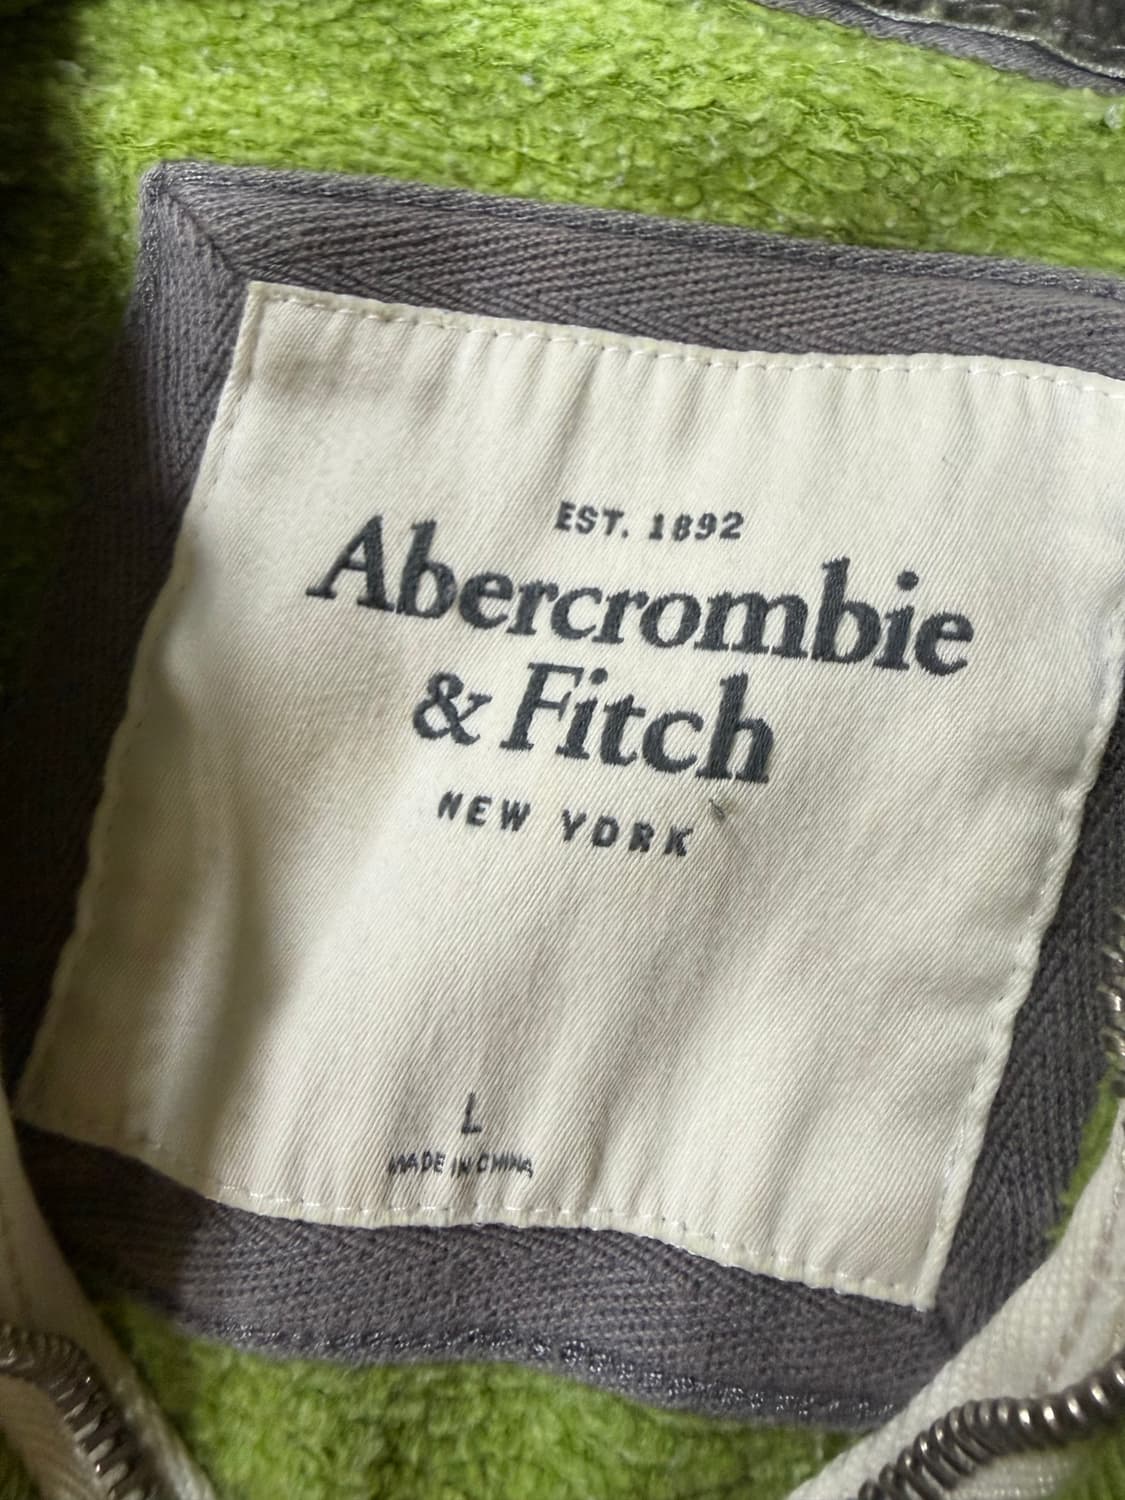 EST. 1892
Abercrombie
& Fitch
NEW YORK
L
MADE IN CHINA